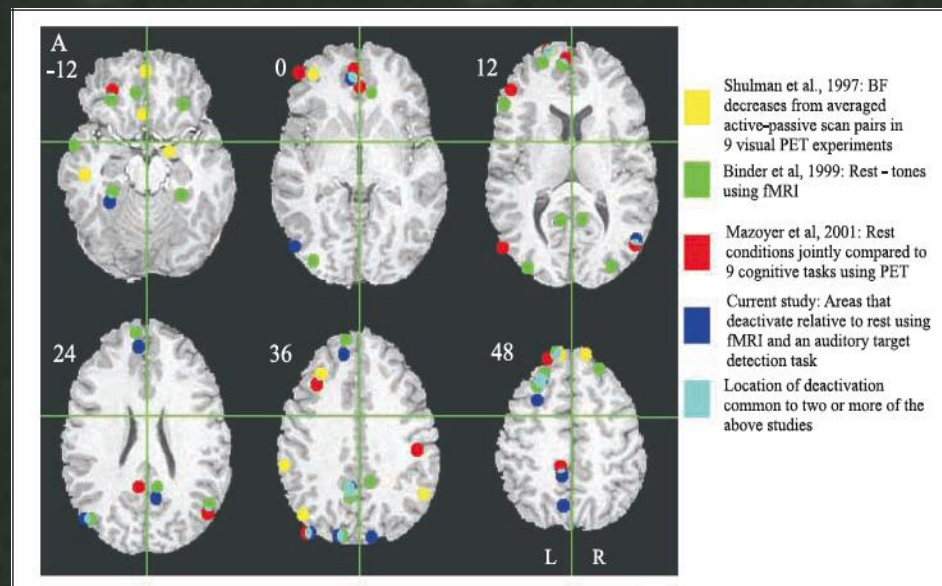 A
-12
0
12
24
36
48
L R
Shulman et al., 1997: BF
decreases from averaged
active-passive scan pairs in
9 visual PET experiments
Binder et al, 1999: Rest - tones
using fMRI
Mazoyer et al, 2001: Rest
conditions jointly compared to
9 cognitive tasks using PET
Current study: Areas that
deactivate relative to rest using
fMRI and an auditory target
detection task
Location of deactivation
common to two or more of the
above studies